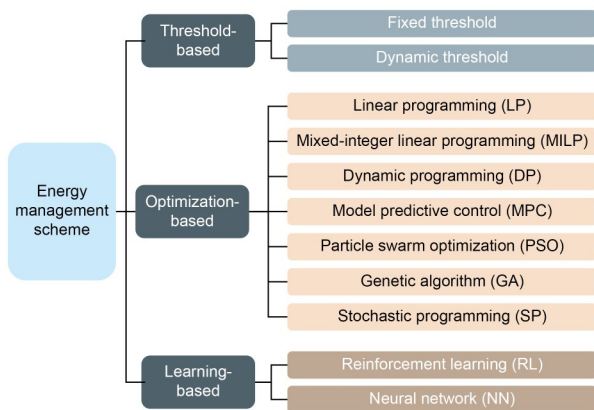 Threshold-
based
Fixed threshold
Dynamic threshold
Energy
management
scheme
Optimization-
based
Linear programming (LP)
Mixed-integer linear programming (MILP)
Dynamic programming (DP)
Model predictive control (MPC)
Particle swarm optimization (PSO)
Genetic algorithm (GA)
Stochastic programming (SP)
Learning-
based
Reinforcement learning (RL)
Neural network (NN)